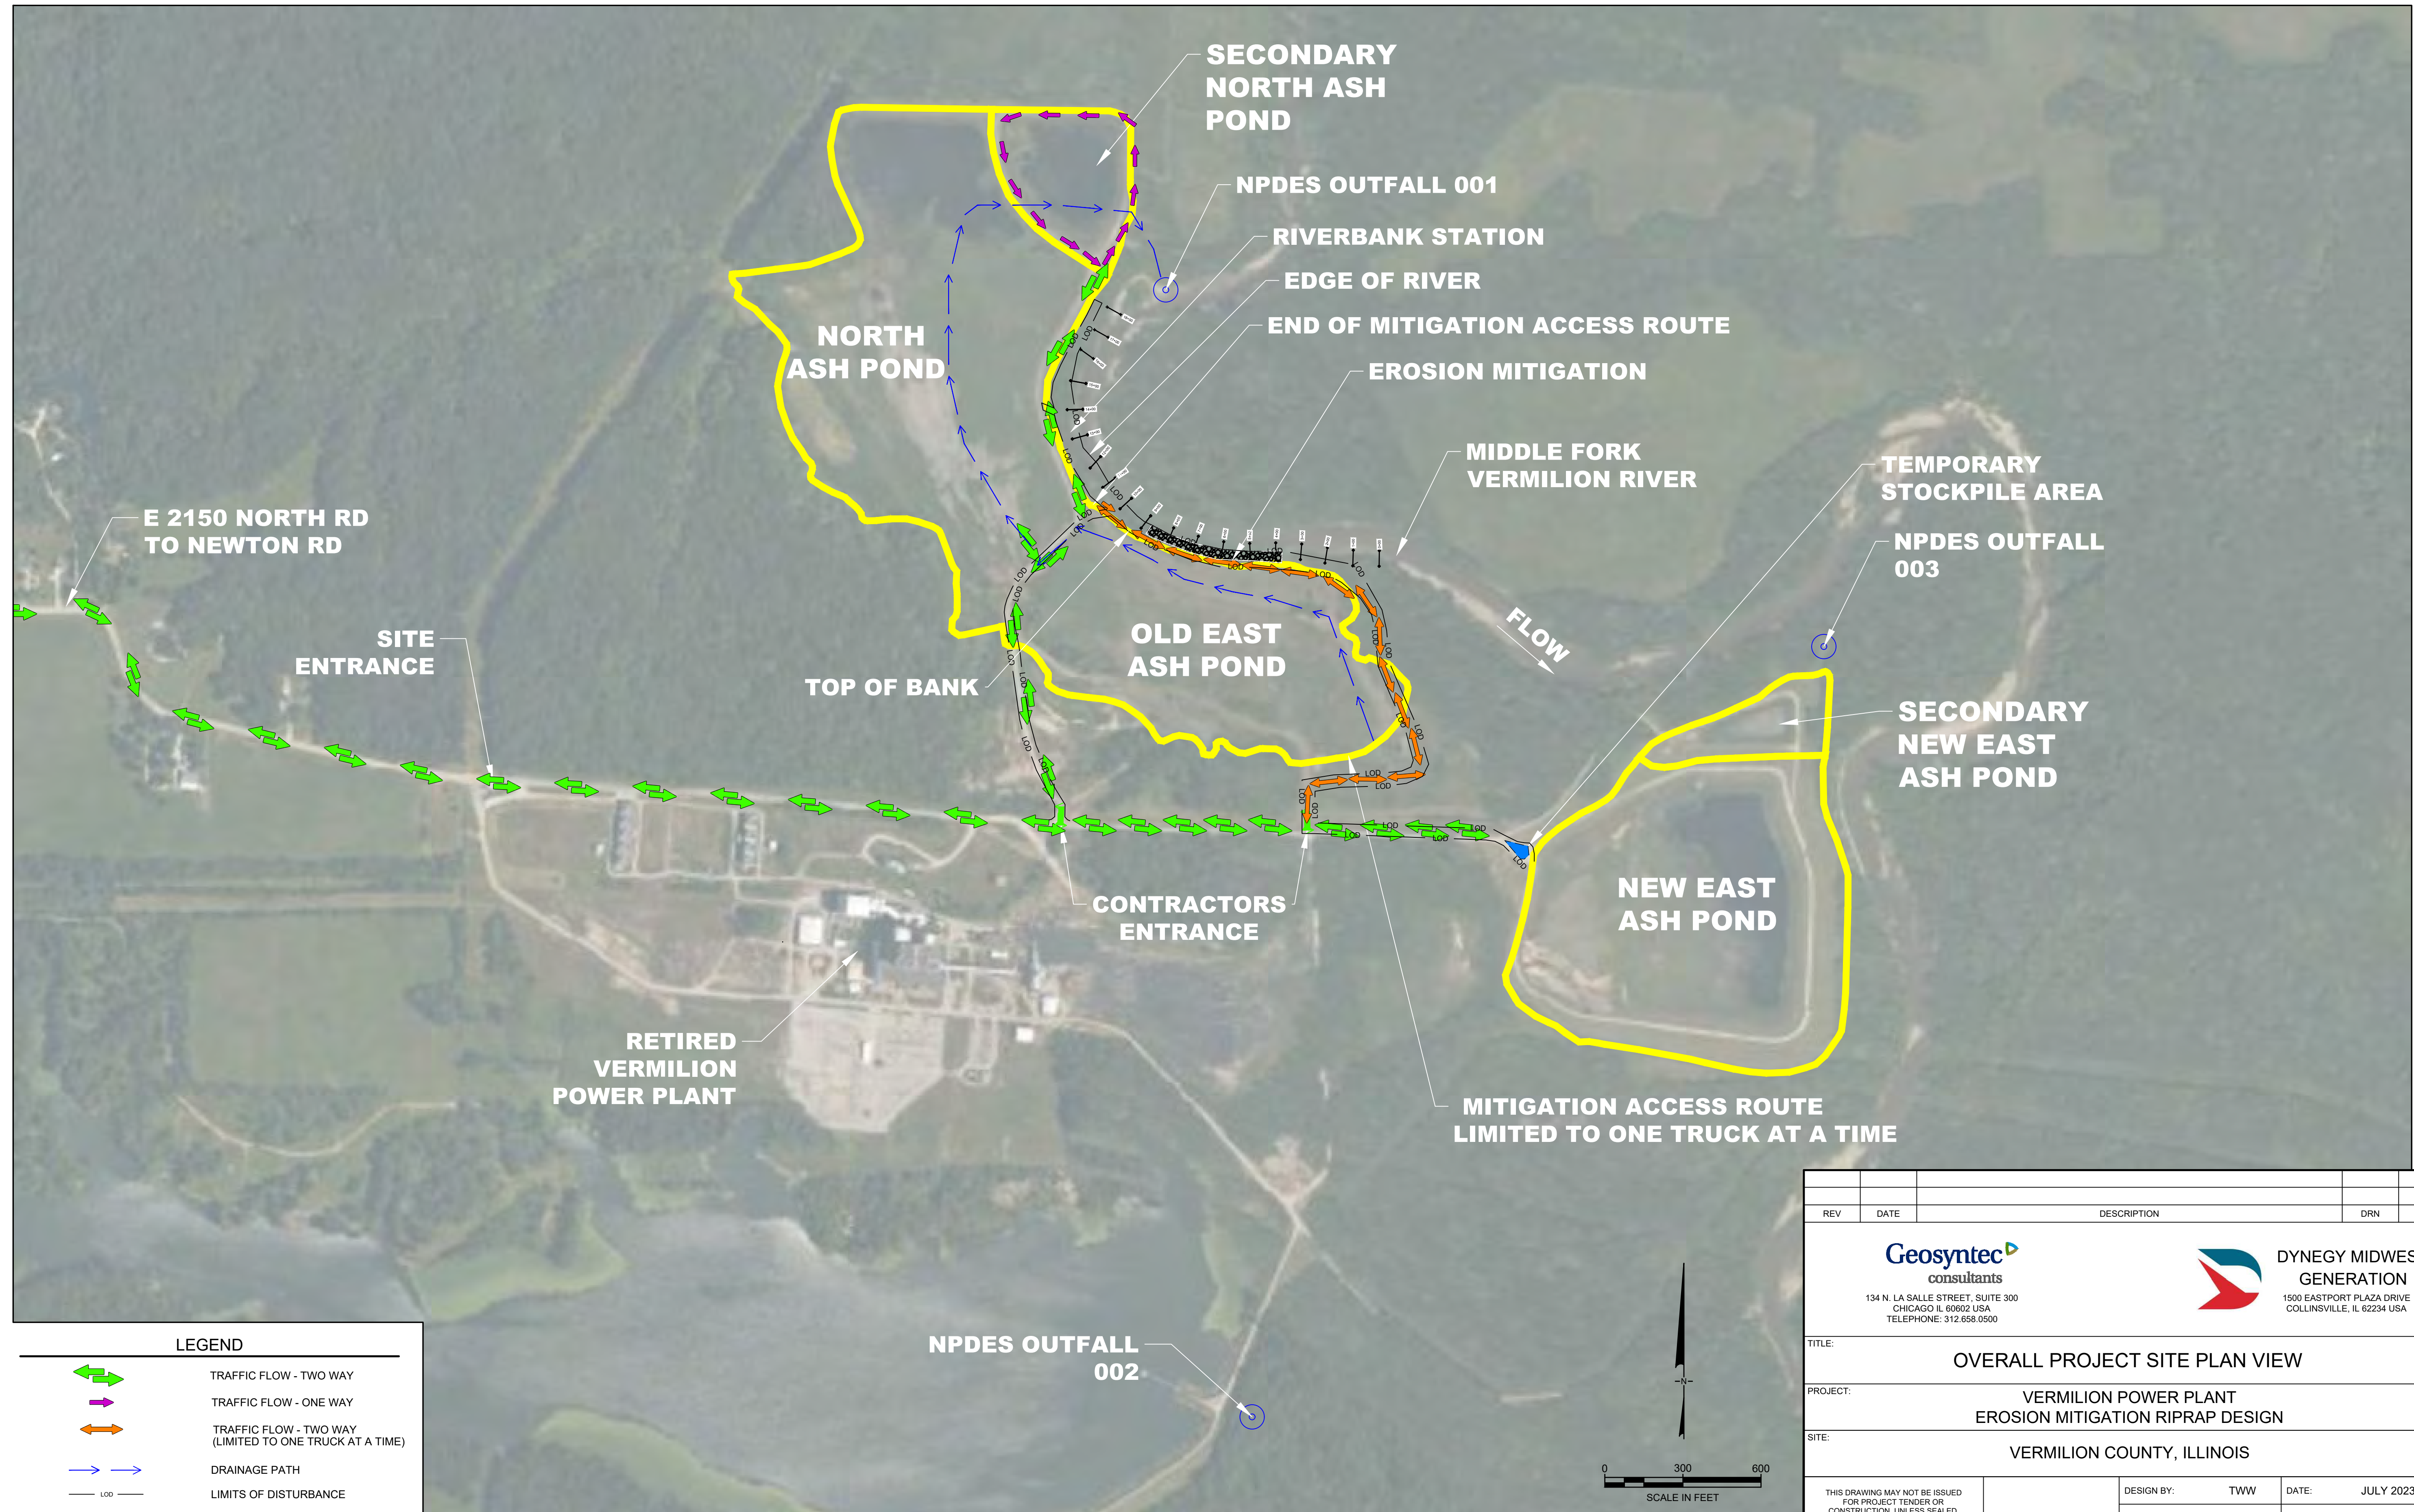 SECONDARY
NORTH ASH
POND
NPDES OUTFALL 001
RIVERBANK STATION
EDGE OF RIVER
END OF MITIGATION ACCESS ROUTE
NORTH
ASH POND
EROSION MITIGATION
MIDDLE FORK
VERMILION RIVER
TEMPORARY
STOCKPILE AREA
E 2150 NORTH RD
TO NEWTON RD
NPDES OUTFALL
003
SITE
ENTRANCE
FLOW
OLD EAST
ASH POND
TOP OF BANK
SECONDARY
NEW EAST
ASH POND
CONTRACTORS
ENTRANCE
NEW EAST
ASH POND
RETIRED
VERMILION
POWER PLANT
MITIGATION ACCESS ROUTE
LIMITED TO ONE TRUCK AT A TIME
NPDES OUTFALL
002
LOD
LEGEND
TRAFFIC FLOW - TWO WAY
TRAFFIC FLOW - ONE WAY
TRAFFIC FLOW - TWO WAY
(LIMITED TO ONE TRUCK AT A TIME)
DRAINAGE PATH
LOD LIMITS OF DISTURBANCE
N
0 300 600
SCALE IN FEET
REV DATE DESCRIPTION DRN
Geosyntec
consultants
134 N. LA SALLE STREET, SUITE 300
CHICAGO IL 60602 USA
TELEPHONE: 312.658.0500
DYNEGY MIDWES
GENERATION
1500 EASTPORT PLAZA DRIVE
COLLINSVILLE, IL 62234 USA
TITLE:
OVERALL PROJECT SITE PLAN VIEW
PROJECT:
VERMILION POWER PLANT
EROSION MITIGATION RIPRAP DESIGN
SITE:
VERMILION COUNTY, ILLINOIS
THIS DRAWING MAY NOT BE ISSUED
FOR PROJECT TENDER OR
CONSTRUCTION, UNLESS SEALED
DESIGN BY: TWW DATE: JULY 2023